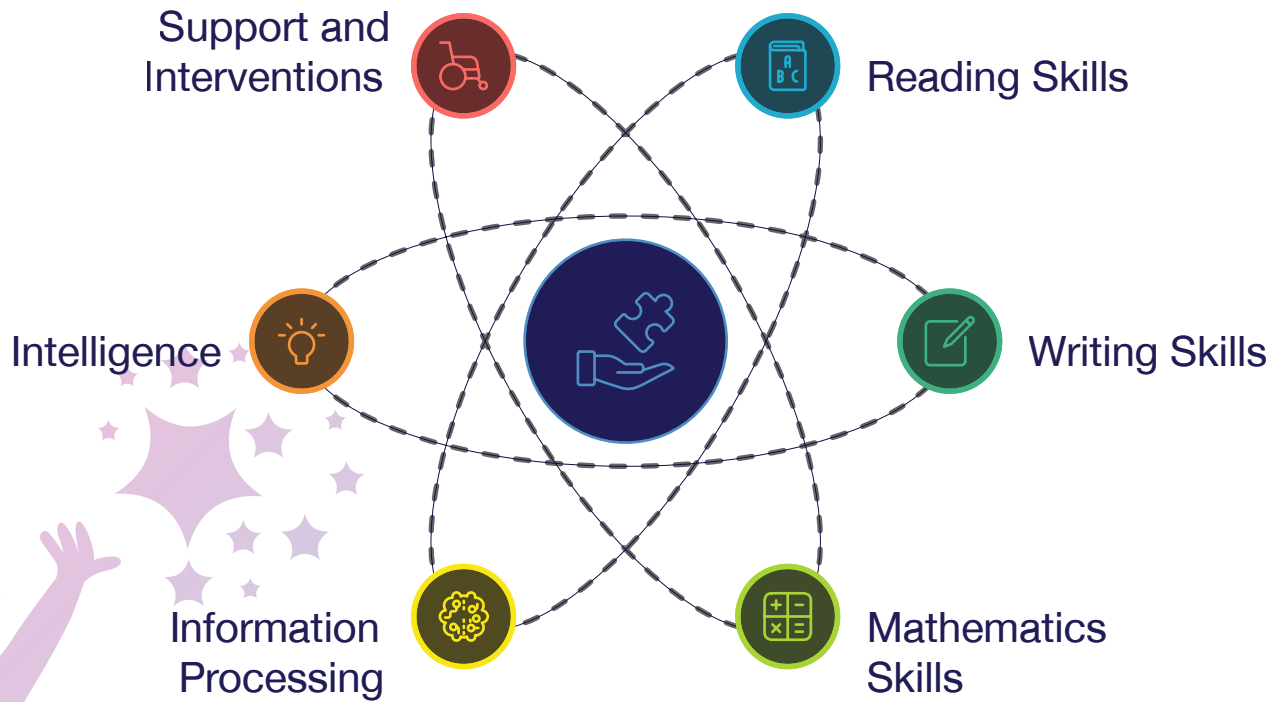 Support and
Interventions
Reading Skills
Intelligence
Writing Skills
Information
Processing
Mathematics
Skills
A
B C